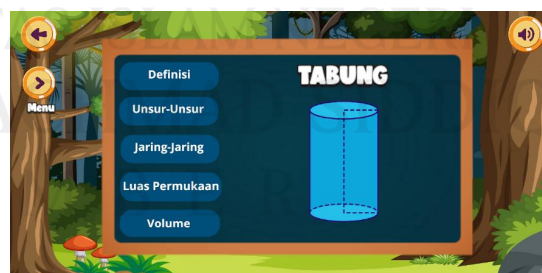 Menu
Definisi
Unsur-Unsur
Jaring-Jaring
Luas Permukaan
Volume
TABUNG